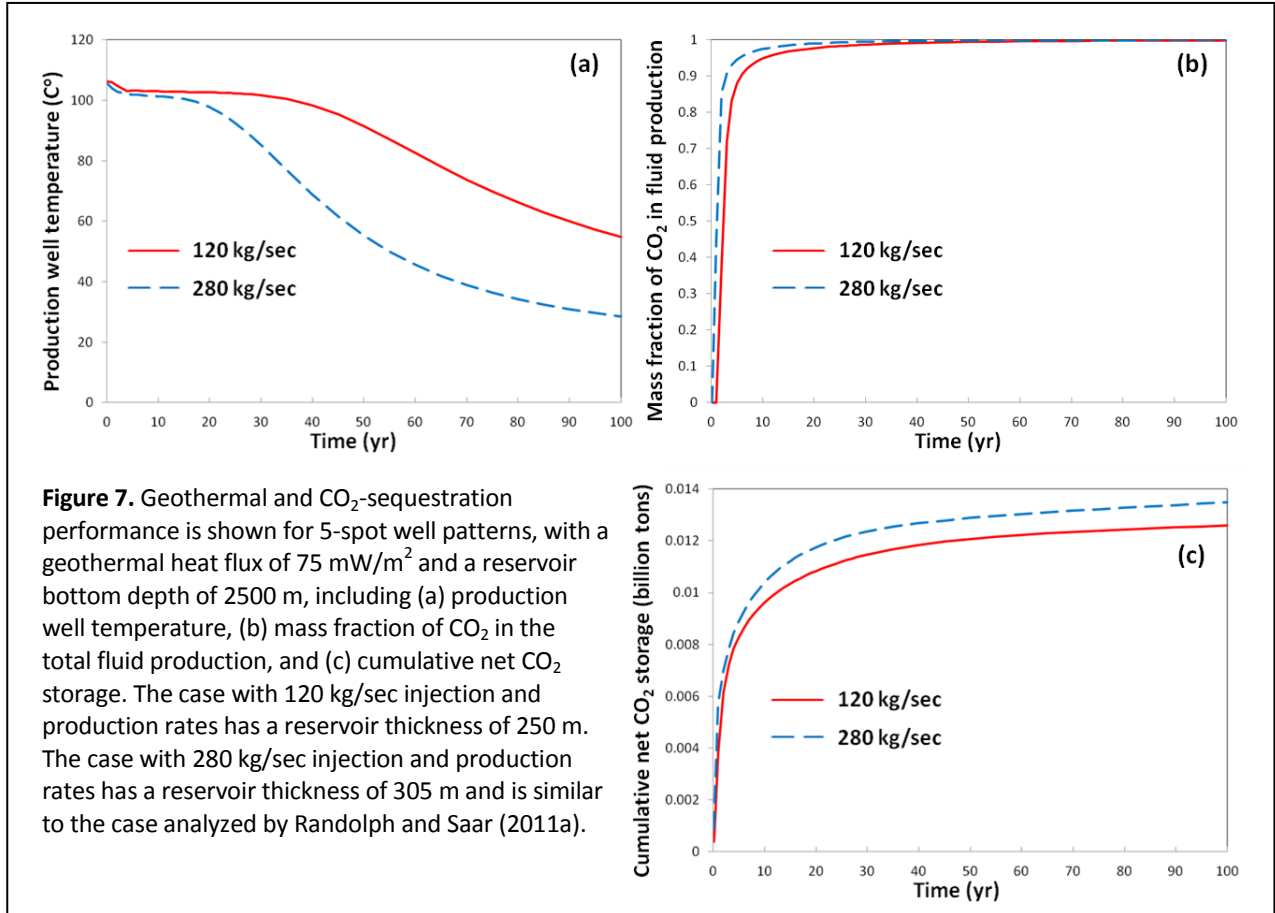 (a)
Production well temperature (C°)
120
100
80
60
40
20
0
120 kg/sec
280 kg/sec
0 10 20 30 40 50 60 70 80 90 100
Time (yr)
(b)
Mass fraction of CO₂ in fluid production
1
0.9
0.8
0.7
0.6
0.5
0.4
0.3
0.2
0.1
0
120 kg/sec
280 kg/sec
0 10 20 30 40 50 60 70 80 90 100
Time (yr)
Figure 7. Geothermal and CO₂-sequestration
performance is shown for 5-spot well patterns, with a
geothermal heat flux of 75 mW/m² and a reservoir
bottom depth of 2500 m, including (a) production
well temperature, (b) mass fraction of CO₂ in the
total fluid production, and (c) cumulative net CO₂
storage. The case with 120 kg/sec injection and
production rates has a reservoir thickness of 250 m.
The case with 280 kg/sec injection and production
rates has a reservoir thickness of 305 m and is similar
to the case analyzed by Randolph and Saar (2011a).
(c)
Cumulative net CO₂ storage (billion tons)
0.014
0.012
0.01
0.008
0.006
0.004
0.002
0
120 kg/sec
280 kg/sec
0 10 20 30 40 50 60 70 80 90 100
Time (yr)